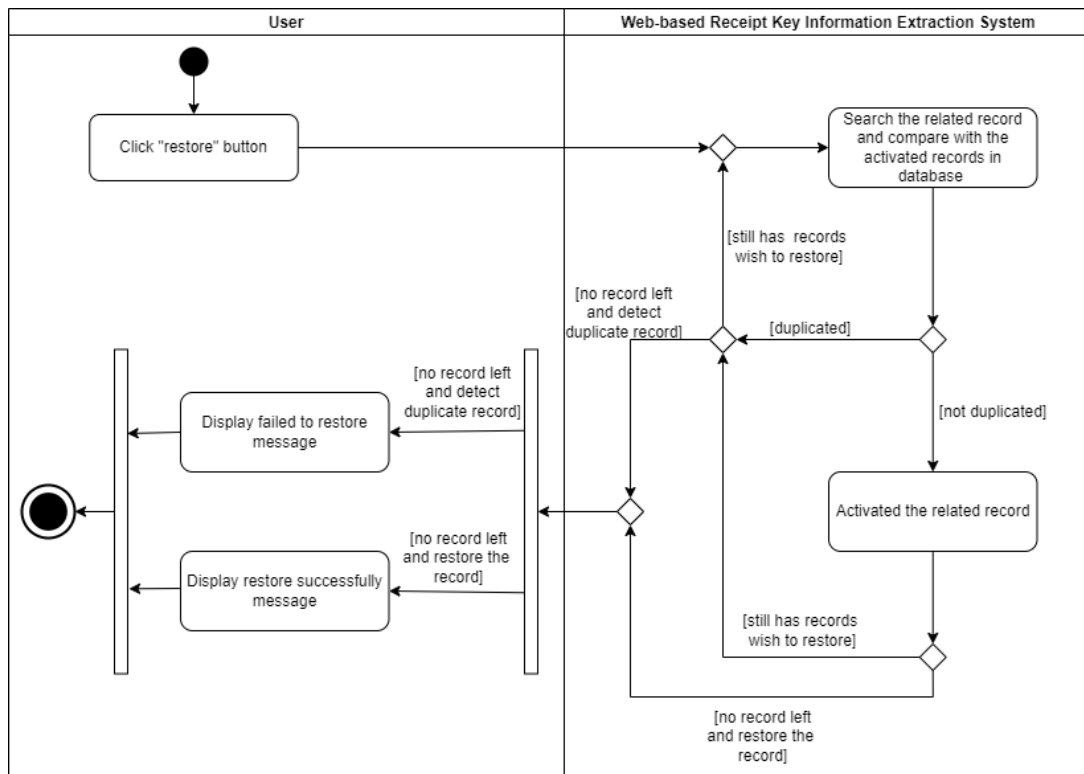 User
Web-based Receipt Key Information Extraction System
Click "restore" button
Search the related record
and compare with the
activated records in
database
[still has  records
wish to restore]
[no record left
and detect
duplicate record]
[duplicated]
[no record left
and detect
duplicate record]
Display failed to restore
message
[not duplicated]
Activated the related record
[no record left
and restore the
record]
Display restore successfully
message
[still has records
wish to restore]
[no record left
and restore the
record]